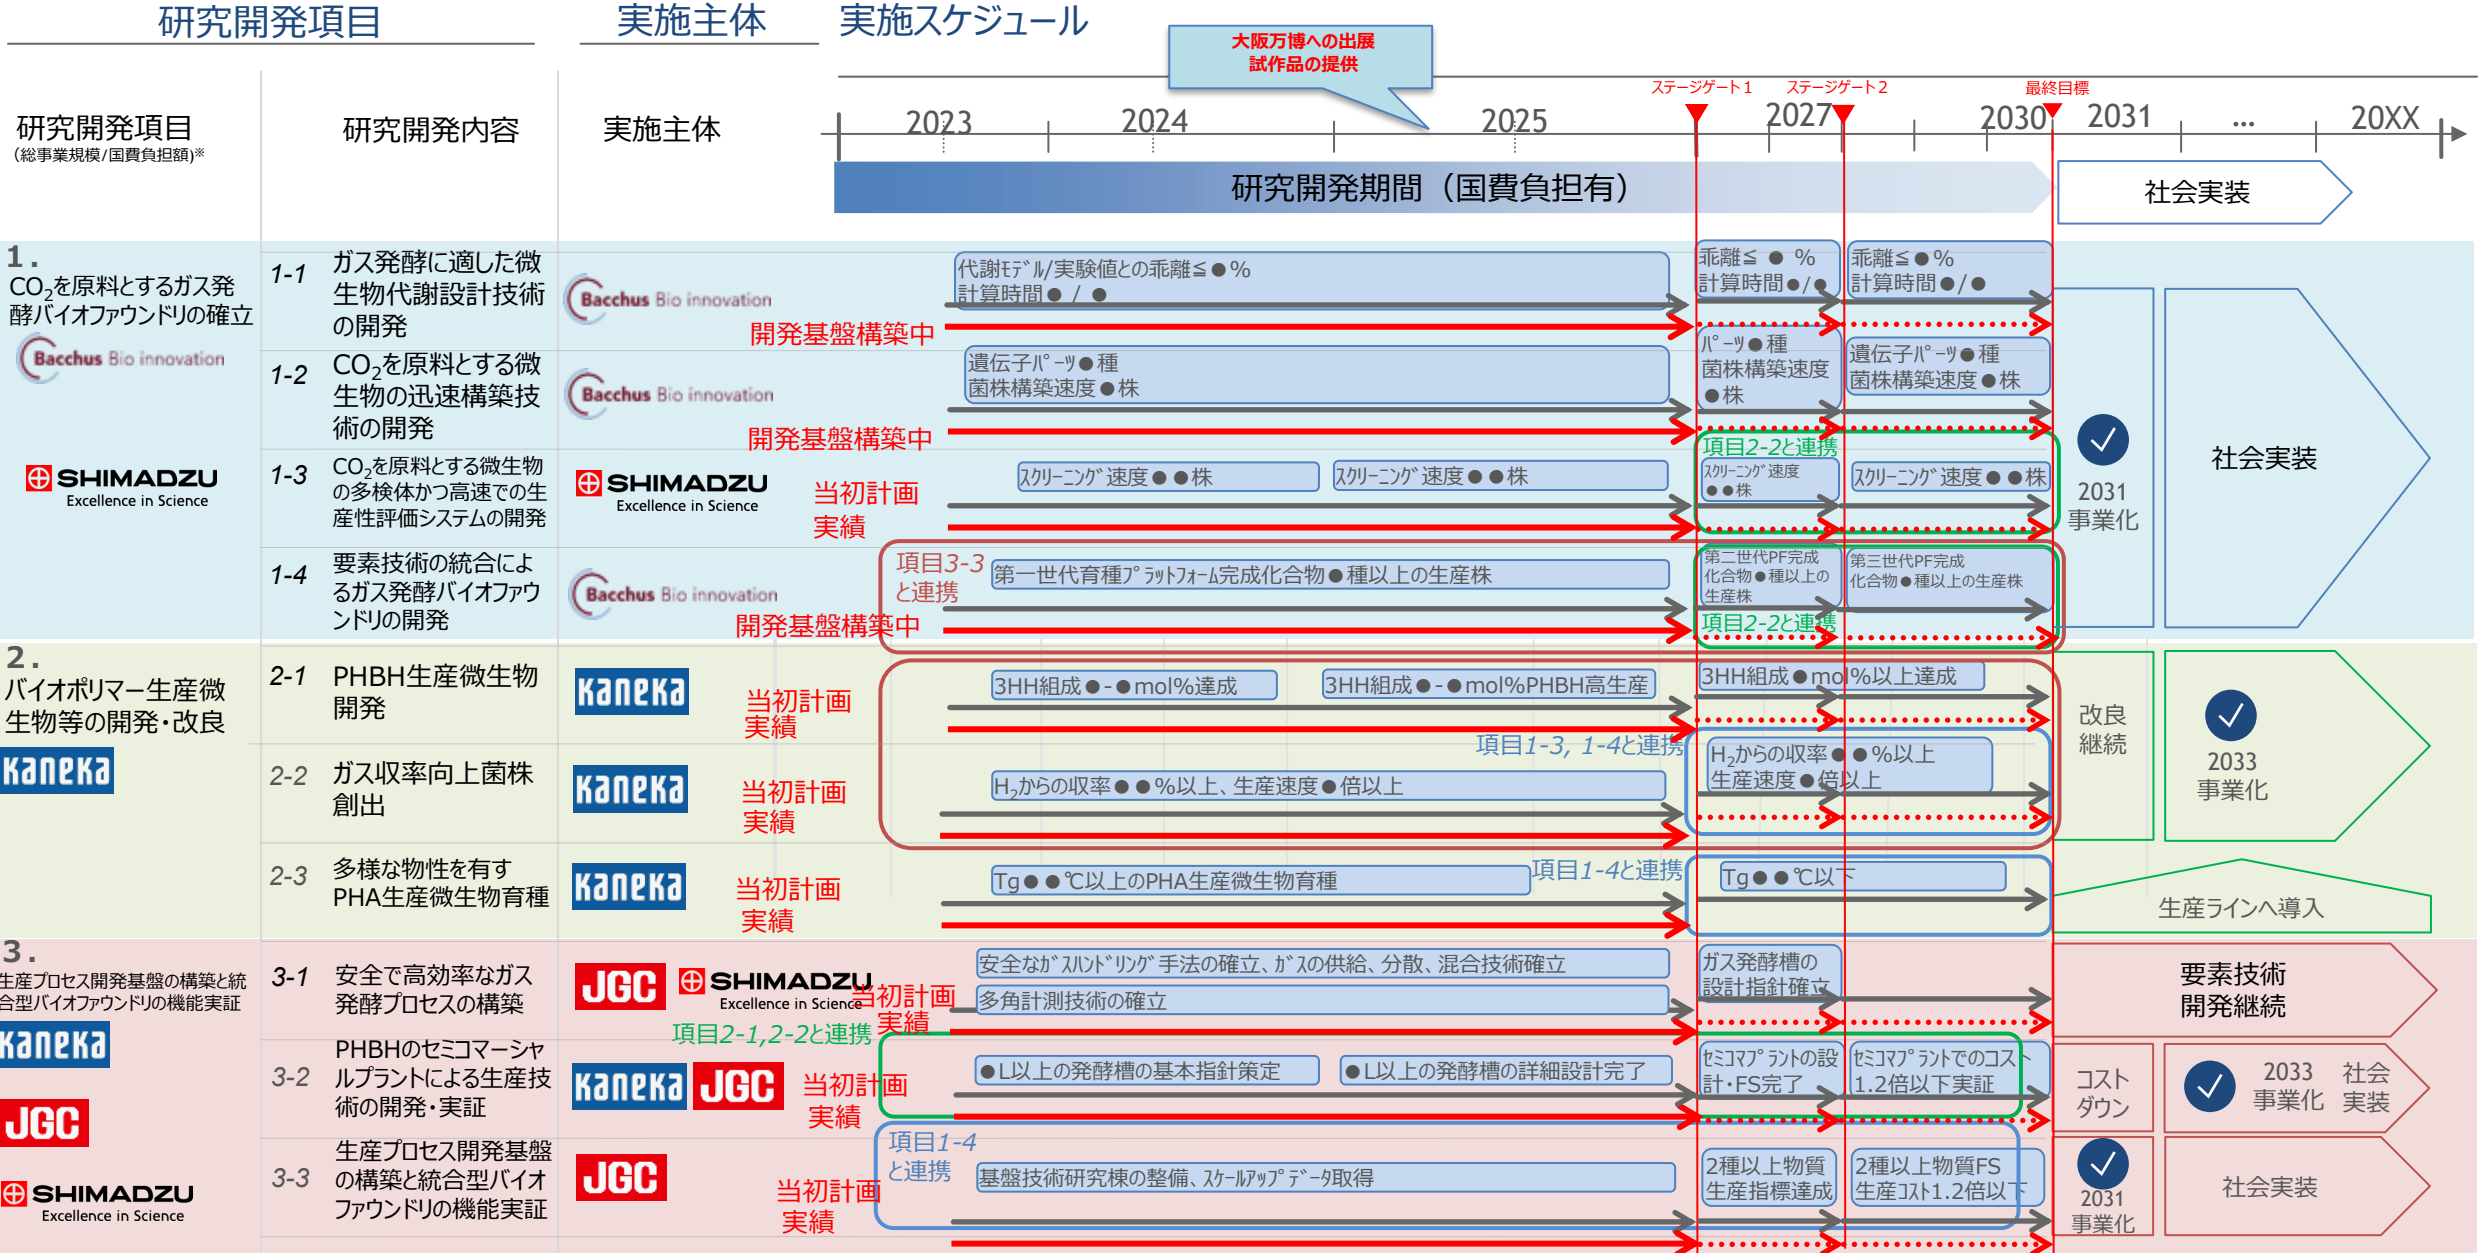 研究開発項目
実施主体
実施スケジュール
大阪万博への出展
試作品の提供
ステージゲート1
ステージゲート2
最終目標
研究開発項目
(総事業規模/国費負担額)※
研究開発内容
実施主体
2023
2024
2025
2027
2030
2031
...
20XX
研究開発期間（国費負担有）
社会実装
1.
CO2を原料とするガス発
酵バイオファウンドリの確立
Bacchus Bio innovation
SHIMADZU
Excellence in Science
1-1
ガス発酵に適した微
生物代謝設計技術
の開発
Bacchus Bio innovation
開発基盤構築中
代謝ﾓﾃﾞﾙ/実験値との乖離≦●%
計算時間● / ●
乖離≦ ● %
計算時間●/●
乖離≦●%
計算時間●/●
1-2
CO2を原料とする微
生物の迅速構築技
術の開発
Bacchus Bio innovation
開発基盤構築中
遺伝子ﾊﾟｰﾂ●種
菌株構築速度●株
ﾊﾟｰﾂ●種
菌株構築速度
●株
遺伝子ﾊﾟｰﾂ●種
菌株構築速度●株
1-3
CO2を原料とする微生物
の多検体かつ高速での生
産性評価システムの開発
SHIMADZU
Excellence in Science
当初計画
実績
ｽｸﾘｰﾆﾝｸﾞ速度●●株
ｽｸﾘｰﾆﾝｸﾞ速度●●株
項目2-2と連携
ｽｸﾘｰﾆﾝｸﾞ速度
●●株
ｽｸﾘｰﾆﾝｸﾞ速度●●株
1-4
要素技術の統合によ
るガス発酵バイオファウ
ンドリの開発
Bacchus Bio innovation
開発基盤構築中
項目3-3
と連携
第一世代育種ﾌﾟﾗｯﾄﾌｫｰﾑ完成化合物●種以上の生産株
第二世代PF完成
化合物●種以上の
生産株
項目2-2と連携
第三世代PF完成
化合物●種以上の生産株
2031
事業化
社会実装
2.
バイオポリマー生産微
生物等の開発・改良
Kaneka
2-1
PHBH生産微生物
開発
Kaneka
当初計画
実績
3HH組成●-●mol%達成
3HH組成●-●mol%PHBH高生産
3HH組成●mol%以上達成
2-2
ガス収率向上菌株
創出
Kaneka
当初計画
実績
H2からの収率●●%以上、生産速度●倍以上
項目1-3, 1-4と連携
H2からの収率●●%以上
生産速度●倍以上
改良
継続
2033
事業化
2-3
多様な物性を有す
PHA生産微生物育種
Kaneka
当初計画
実績
Tg●●℃以上のPHA生産微生物育種
項目1-4と連携
Tg●●℃以下
生産ラインへ導入
3.
生産プロセス開発基盤の構築と統
合型バイオファウンドリの機能実証
Kaneka
JGC
SHIMADZU
Excellence in Science
3-1
安全で高効率なガス
発酵プロセスの構築
JGC
SHIMADZU
Excellence in Science
当初計画
実績
安全なｶﾞｽﾊﾝﾄﾞﾘﾝｸﾞ手法の確立、ｶﾞｽの供給、分散、混合技術確立
多角計測技術の確立
ガス発酵槽の
設計指針確立
要素技術
開発継続
項目2-1,2-2と連携
3-2
PHBHのセミコマーシャ
ルプラントによる生産技
術の開発・実証
Kaneka
JGC
当初計画
実績
●L以上の発酵槽の基本指針策定
●L以上の発酵槽の詳細設計完了
ｾﾐｺﾏﾌﾟﾗﾝﾄの設
計・FS完了
ｾﾐｺﾏﾌﾟﾗﾝﾄでのコスト
1.2倍以下実証
コスト
ダウン
2033
事業化
社会
実装
3-3
生産プロセス開発基盤
の構築と統合型バイオ
ファウンドリの機能実証
JGC
当初計画
実績
項目1-4
と連携
基盤技術研究棟の整備、ｽｹｰﾙｱｯﾌﾟﾃﾞｰﾀ取得
2種以上物質
生産指標達成
2種以上物質FS
生産ｺｽﾄ1.2倍以下
2031
事業化
社会実装